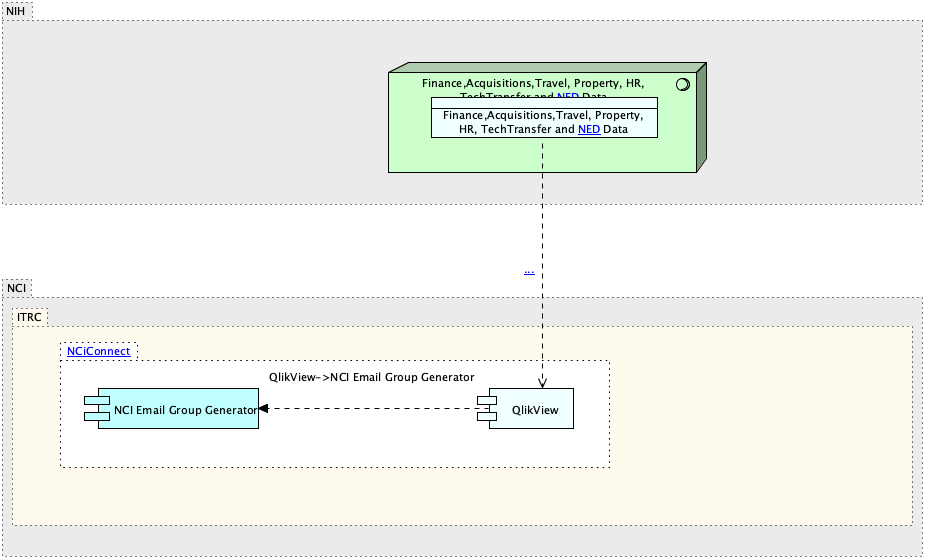 NIH
Finance,Acquisitions,Travel, Property, HR,
TechTransfer and NED Data
Finance,Acquisitions,Travel, Property,
HR, TechTransfer and NED Data
...
NCI
ITRC
NCiConnect
QlikView->NCI Email Group Generator
NCI Email Group Generator
QlikView